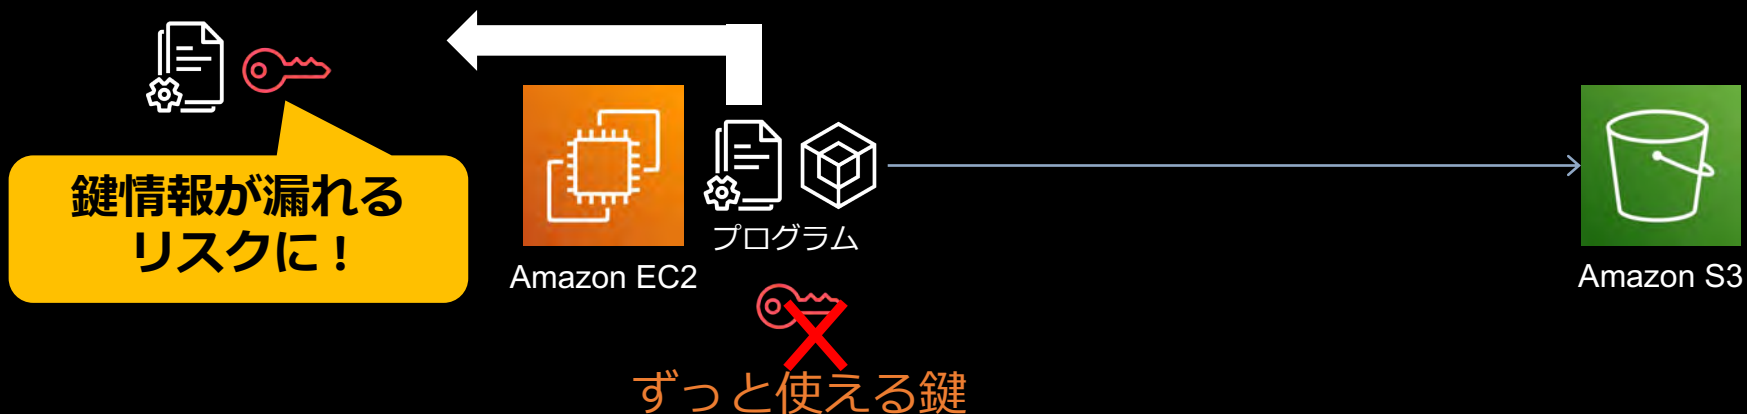 鍵情報が漏れる
リスクに！
プログラム
Amazon EC2
Amazon S3
ずっと使える鍵